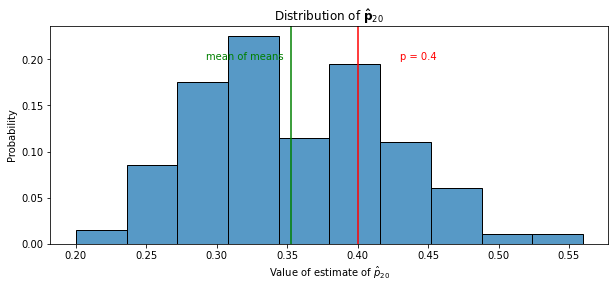 Distribution of p̂₂₀
mean of means
p = 0.4
Probability
0.20
0.15
0.10
0.05
0.00
0.20 0.25 0.30 0.35 0.40 0.45 0.50 0.55
Value of estimate of p̂₂₀